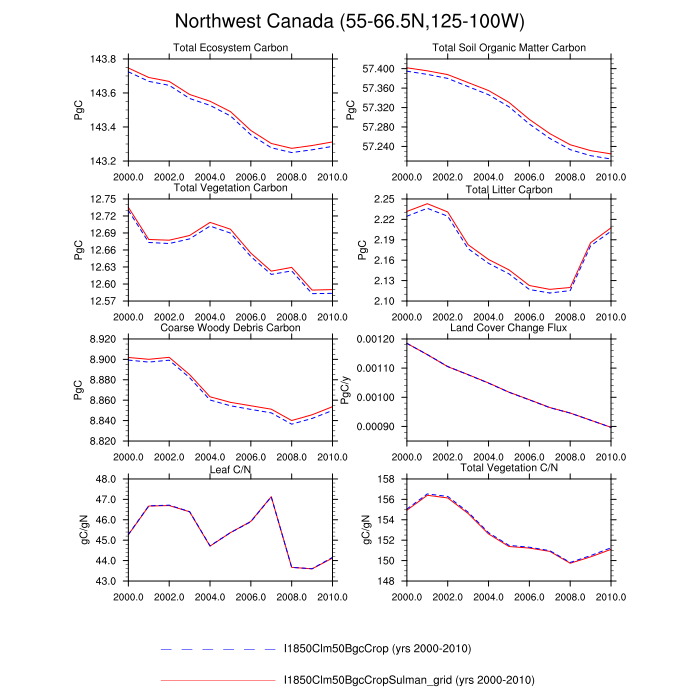 Northwest Canada (55-66.5N,125-100W)
Total Ecosystem Carbon
PgC
143.8
143.6
143.4
143.2
2000.0 2002.0 2004.0 2006.0 2008.0 2010.0
Total Soil Organic Matter Carbon
PgC
57.400
57.360
57.320
57.280
57.240
2000.0 2002.0 2004.0 2006.0 2008.0 2010.0
Total Vegetation Carbon
PgC
12.75
12.72
12.69
12.66
12.63
12.60
12.57
2000.0 2002.0 2004.0 2006.0 2008.0 2010.0
Total Litter Carbon
PgC
2.25
2.22
2.19
2.16
2.13
2.10
2000.0 2002.0 2004.0 2006.0 2008.0 2010.0
Coarse Woody Debris Carbon
PgC
8.920
8.900
8.880
8.860
8.840
8.820
2000.0 2002.0 2004.0 2006.0 2008.0 2010.0
Land Cover Change Flux
PgC/y
0.00120
0.00110
0.00100
0.00090
2000.0 2002.0 2004.0 2006.0 2008.0 2010.0
Leaf C/N
gC/gN
48.0
47.0
46.0
45.0
44.0
43.0
2000.0 2002.0 2004.0 2006.0 2008.0 2010.0
Total Vegetation C/N
gC/gN
158
156
154
152
150
148
2000.0 2002.0 2004.0 2006.0 2008.0 2010.0
I1850Clm50BgcCrop (yrs 2000-2010)
I1850Clm50BgcCropSulman_grid (yrs 2000-2010)